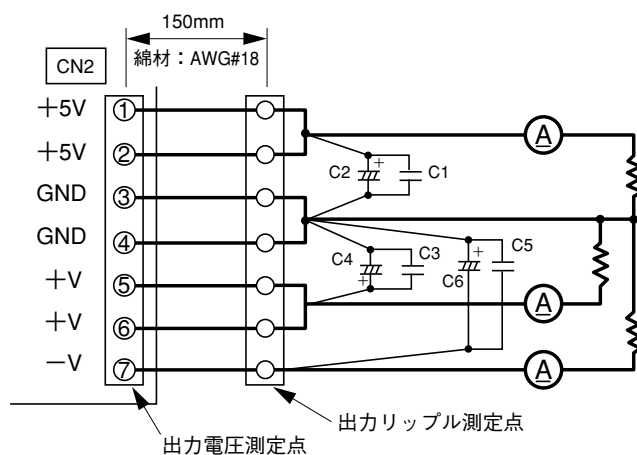 150mm
綿材：AWG#18
CN2
+5V ①
+5V ②
GND ③
GND ④
+V ⑤
+V ⑥
−V ⑦
A
C2 + C1
C4 + C3
+ C5
C6
A
A
出力電圧測定点
出力リップル測定点